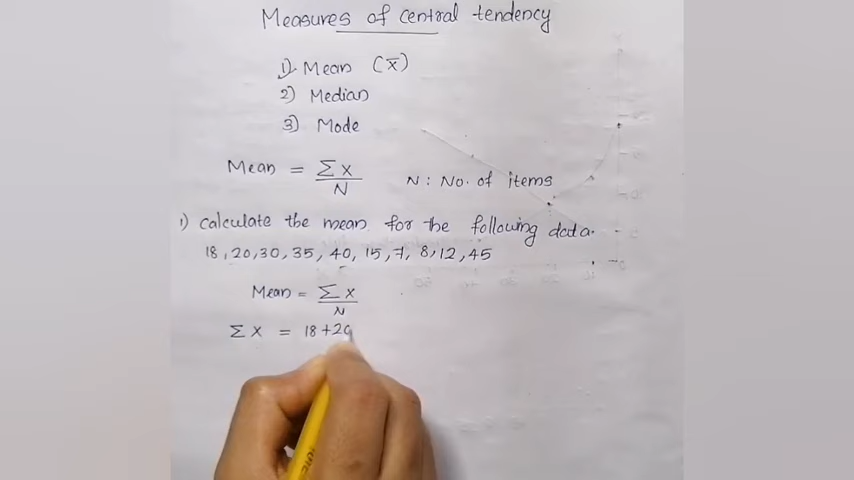 Measures of central tendency
1) Mean (x̅)
2) Median
3) Mode
Mean = Σx / N N : No. of items
1) calculate the mean for the following data.
18, 20, 30, 35, 40, 15, 7, 8, 12, 45
Mean = Σx / N
Σx = 18+20